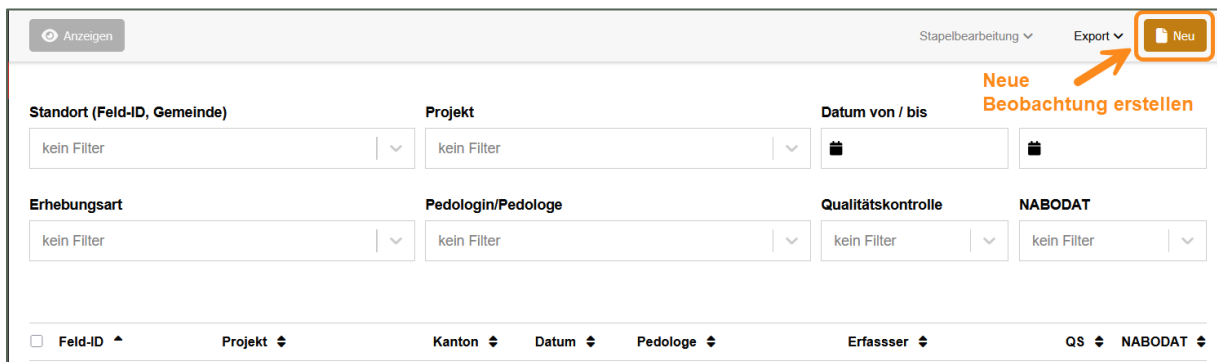 Anzeigen Stapelbearbeitung Export Neu
Neue
Beobachtung erstellen
Standort (Feld-ID, Gemeinde) Projekt Datum von / bis
kein Filter kein Filter
Erhebungsart Pedologin/Pedologe Qualitätskontrolle NABODAT
kein Filter kein Filter kein Filter kein Filter
Feld-ID Projekt Kanton Datum Pedologe Erfassser QS NABODAT